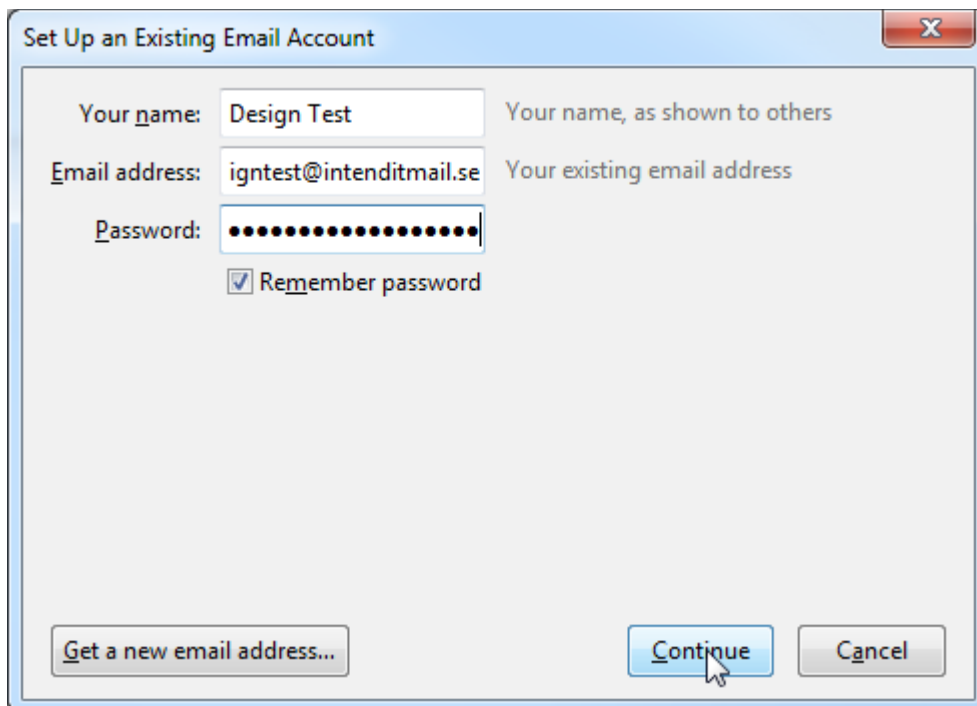 Set Up an Existing Email Account
Your name: Design Test Your name, as shown to others
Email address: igntest@intenditmail.se Your existing email address
Password: ••••••••••••••••••
Remember password
Get a new email address... Continue Cancel